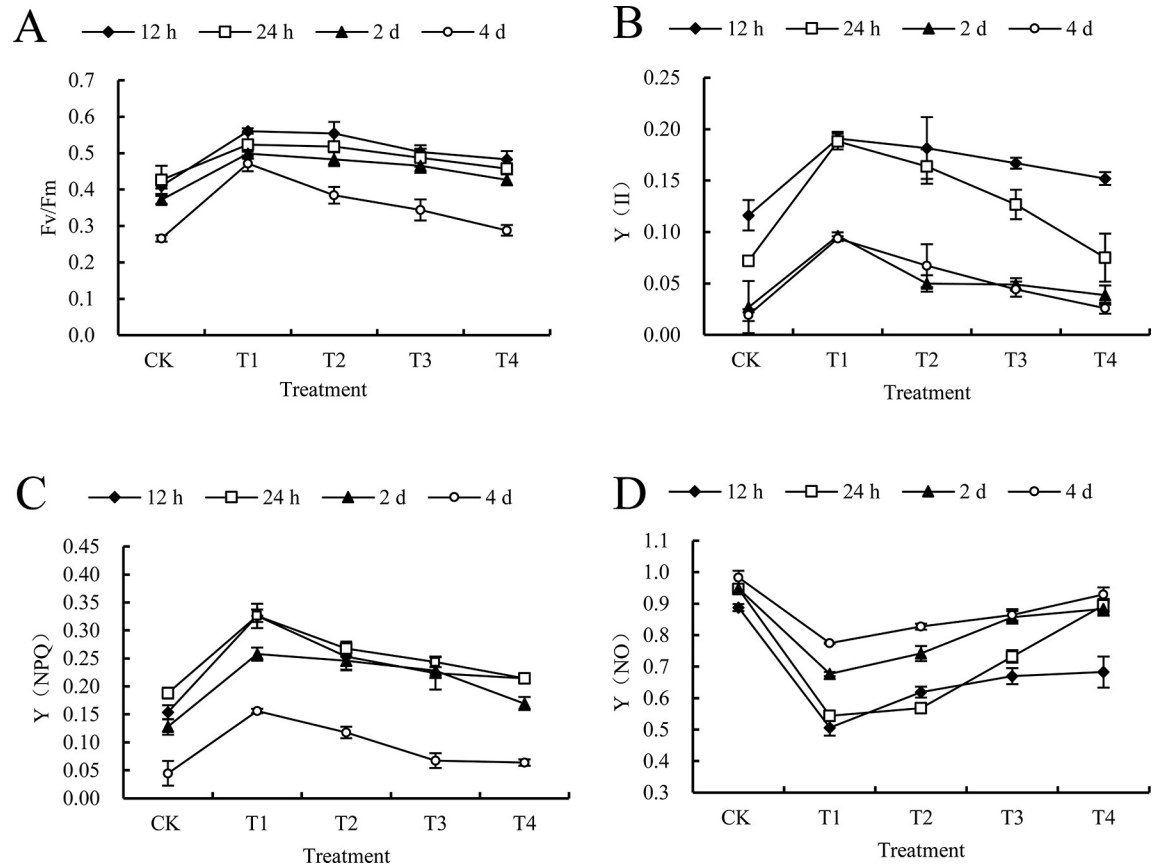 A
12 h 24 h 2 d 4 d
Fv/Fm
0.7
0.6
0.5
0.4
0.3
0.2
0.1
0.0
CK T1 T2 T3 T4
Treatment
B
12 h 24 h 2 d 4 d
Y（II）
0.25
0.20
0.15
0.10
0.05
0.00
CK T1 T2 T3 T4
Treatment
C
12 h 24 h 2 d 4 d
Y（NPQ）
0.45
0.40
0.35
0.30
0.25
0.20
0.15
0.10
0.05
0.00
CK T1 T2 T3 T4
Treatment
D
12 h 24 h 2 d 4 d
Y（NO）
1.1
1.0
0.9
0.8
0.7
0.6
0.5
0.4
0.3
CK T1 T2 T3 T4
Treatment